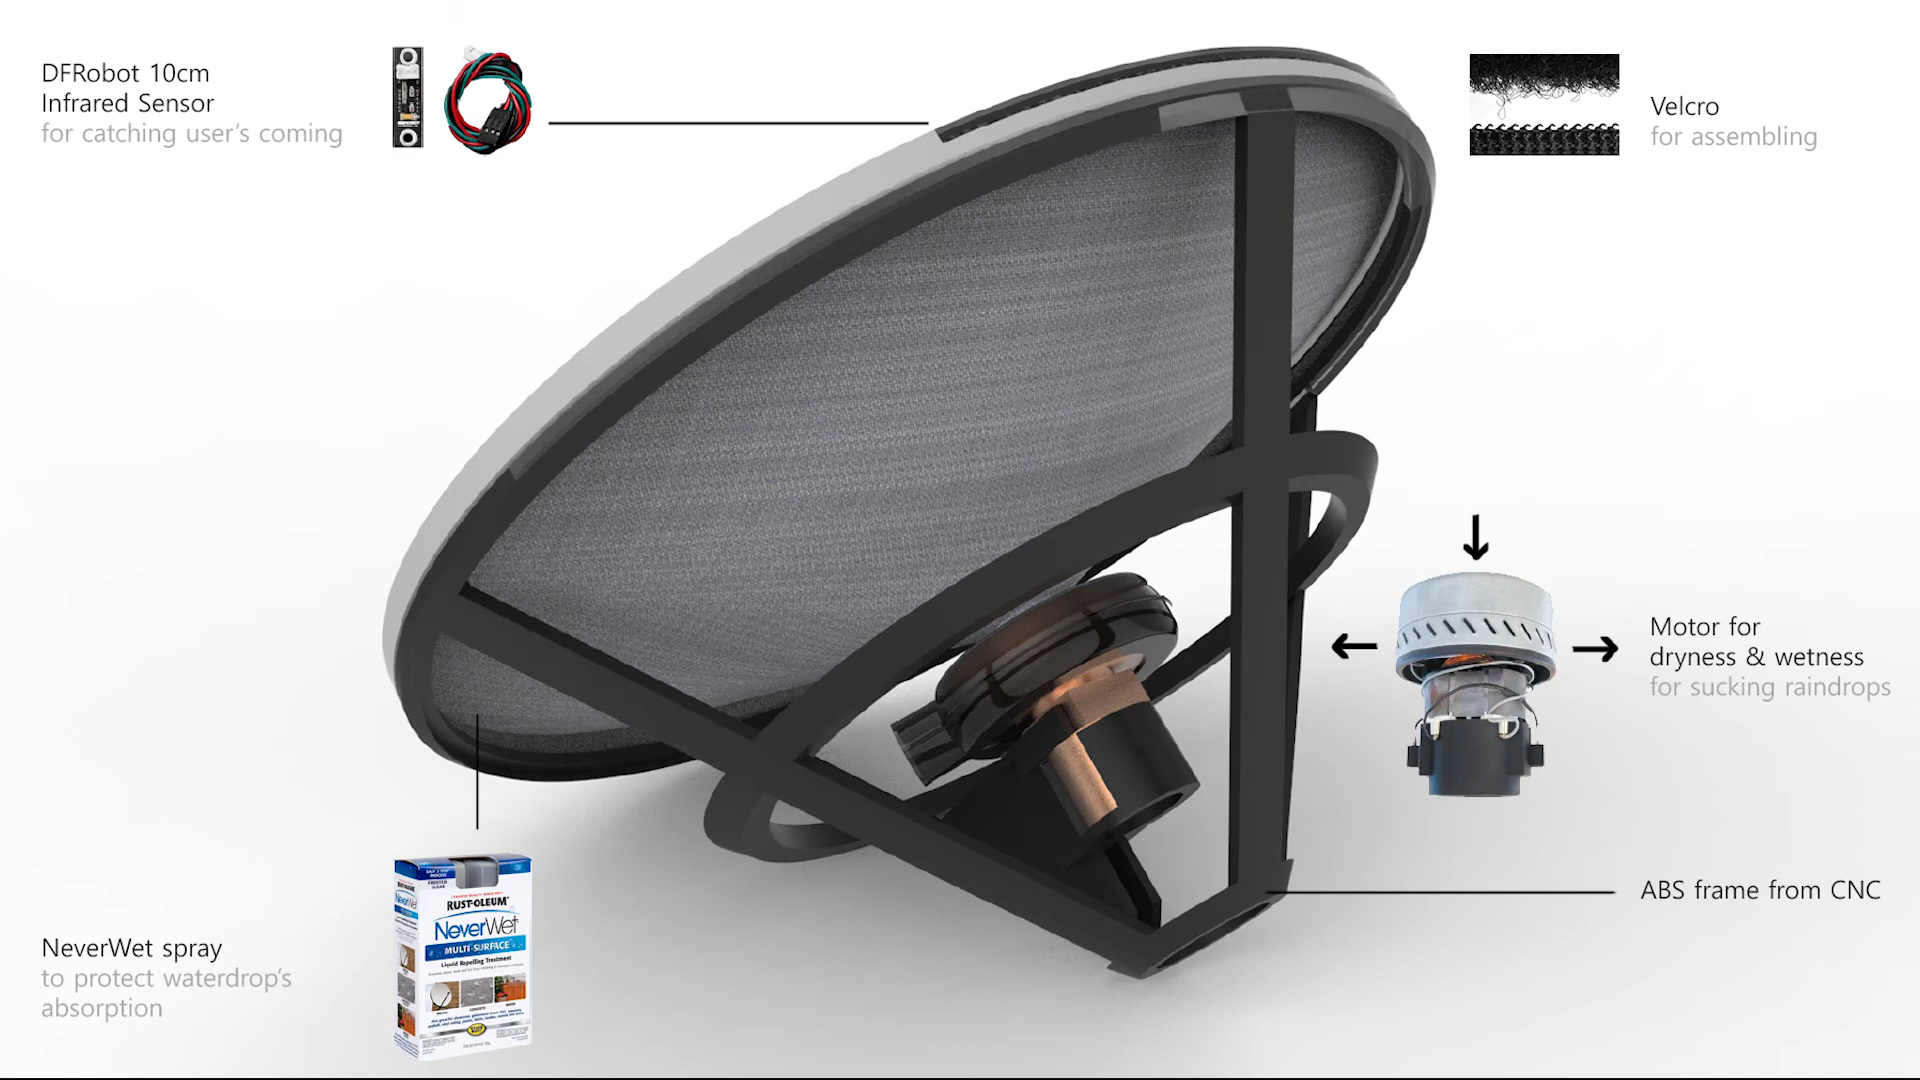 DFRobot 10cm
Infrared Sensor
for catching user's coming
Velcro
for assembling
Motor for
dryness & wetness
for sucking raindrops
ABS frame from CNC
NeverWet spray
to protect waterdrop's
absorption
RUST-OLEUM
NeverWet
MULTI-SURFACE
Liquid Repelling Treatment